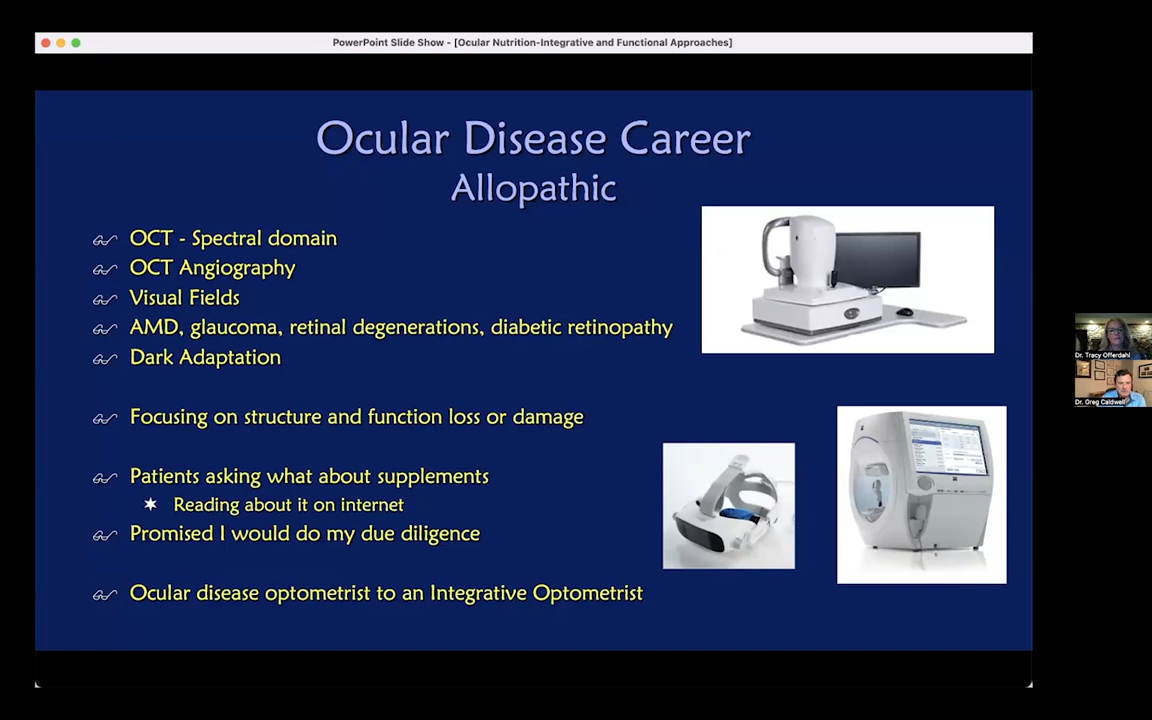 PowerPoint Slide Show - [Ocular Nutrition-Integrative and Functional Approaches]
Ocular Disease Career
Allopathic
OCT - Spectral domain
OCT Angiography
Visual Fields
AMD, glaucoma, retinal degenerations, diabetic retinopathy
Dark Adaptation
Focusing on structure and function loss or damage
Patients asking what about supplements
Reading about it on internet
Promised I would do my due diligence
Ocular disease optometrist to an Integrative Optometrist
Dr. Tracy Offerdahl
Dr. Greg Caldwell